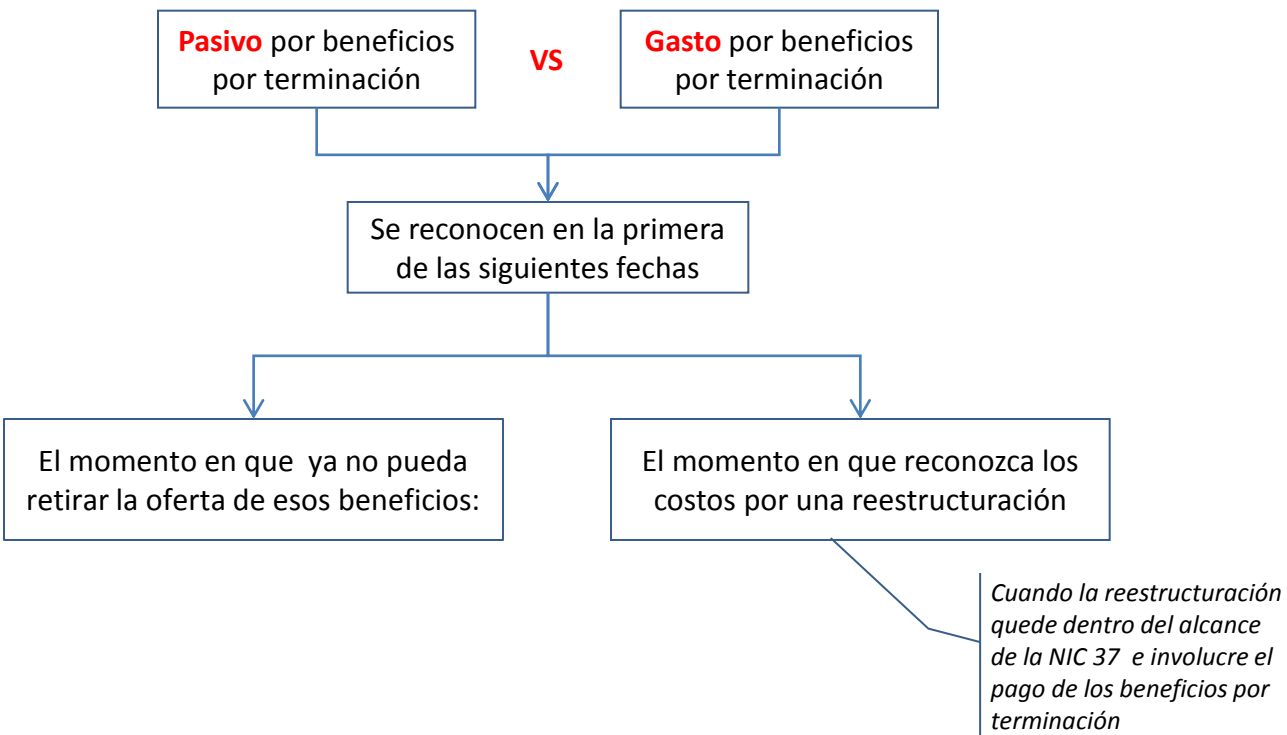 Pasivo por beneficios
por terminación
VS
Gasto por beneficios
por terminación
Se reconocen en la primera
de las siguientes fechas
El momento en que ya no pueda
retirar la oferta de esos beneficios:
El momento en que reconozca los
costos por una reestructuración
Cuando la reestructuración
quede dentro del alcance
de la NIC 37 e involucre el
pago de los beneficios por
terminación